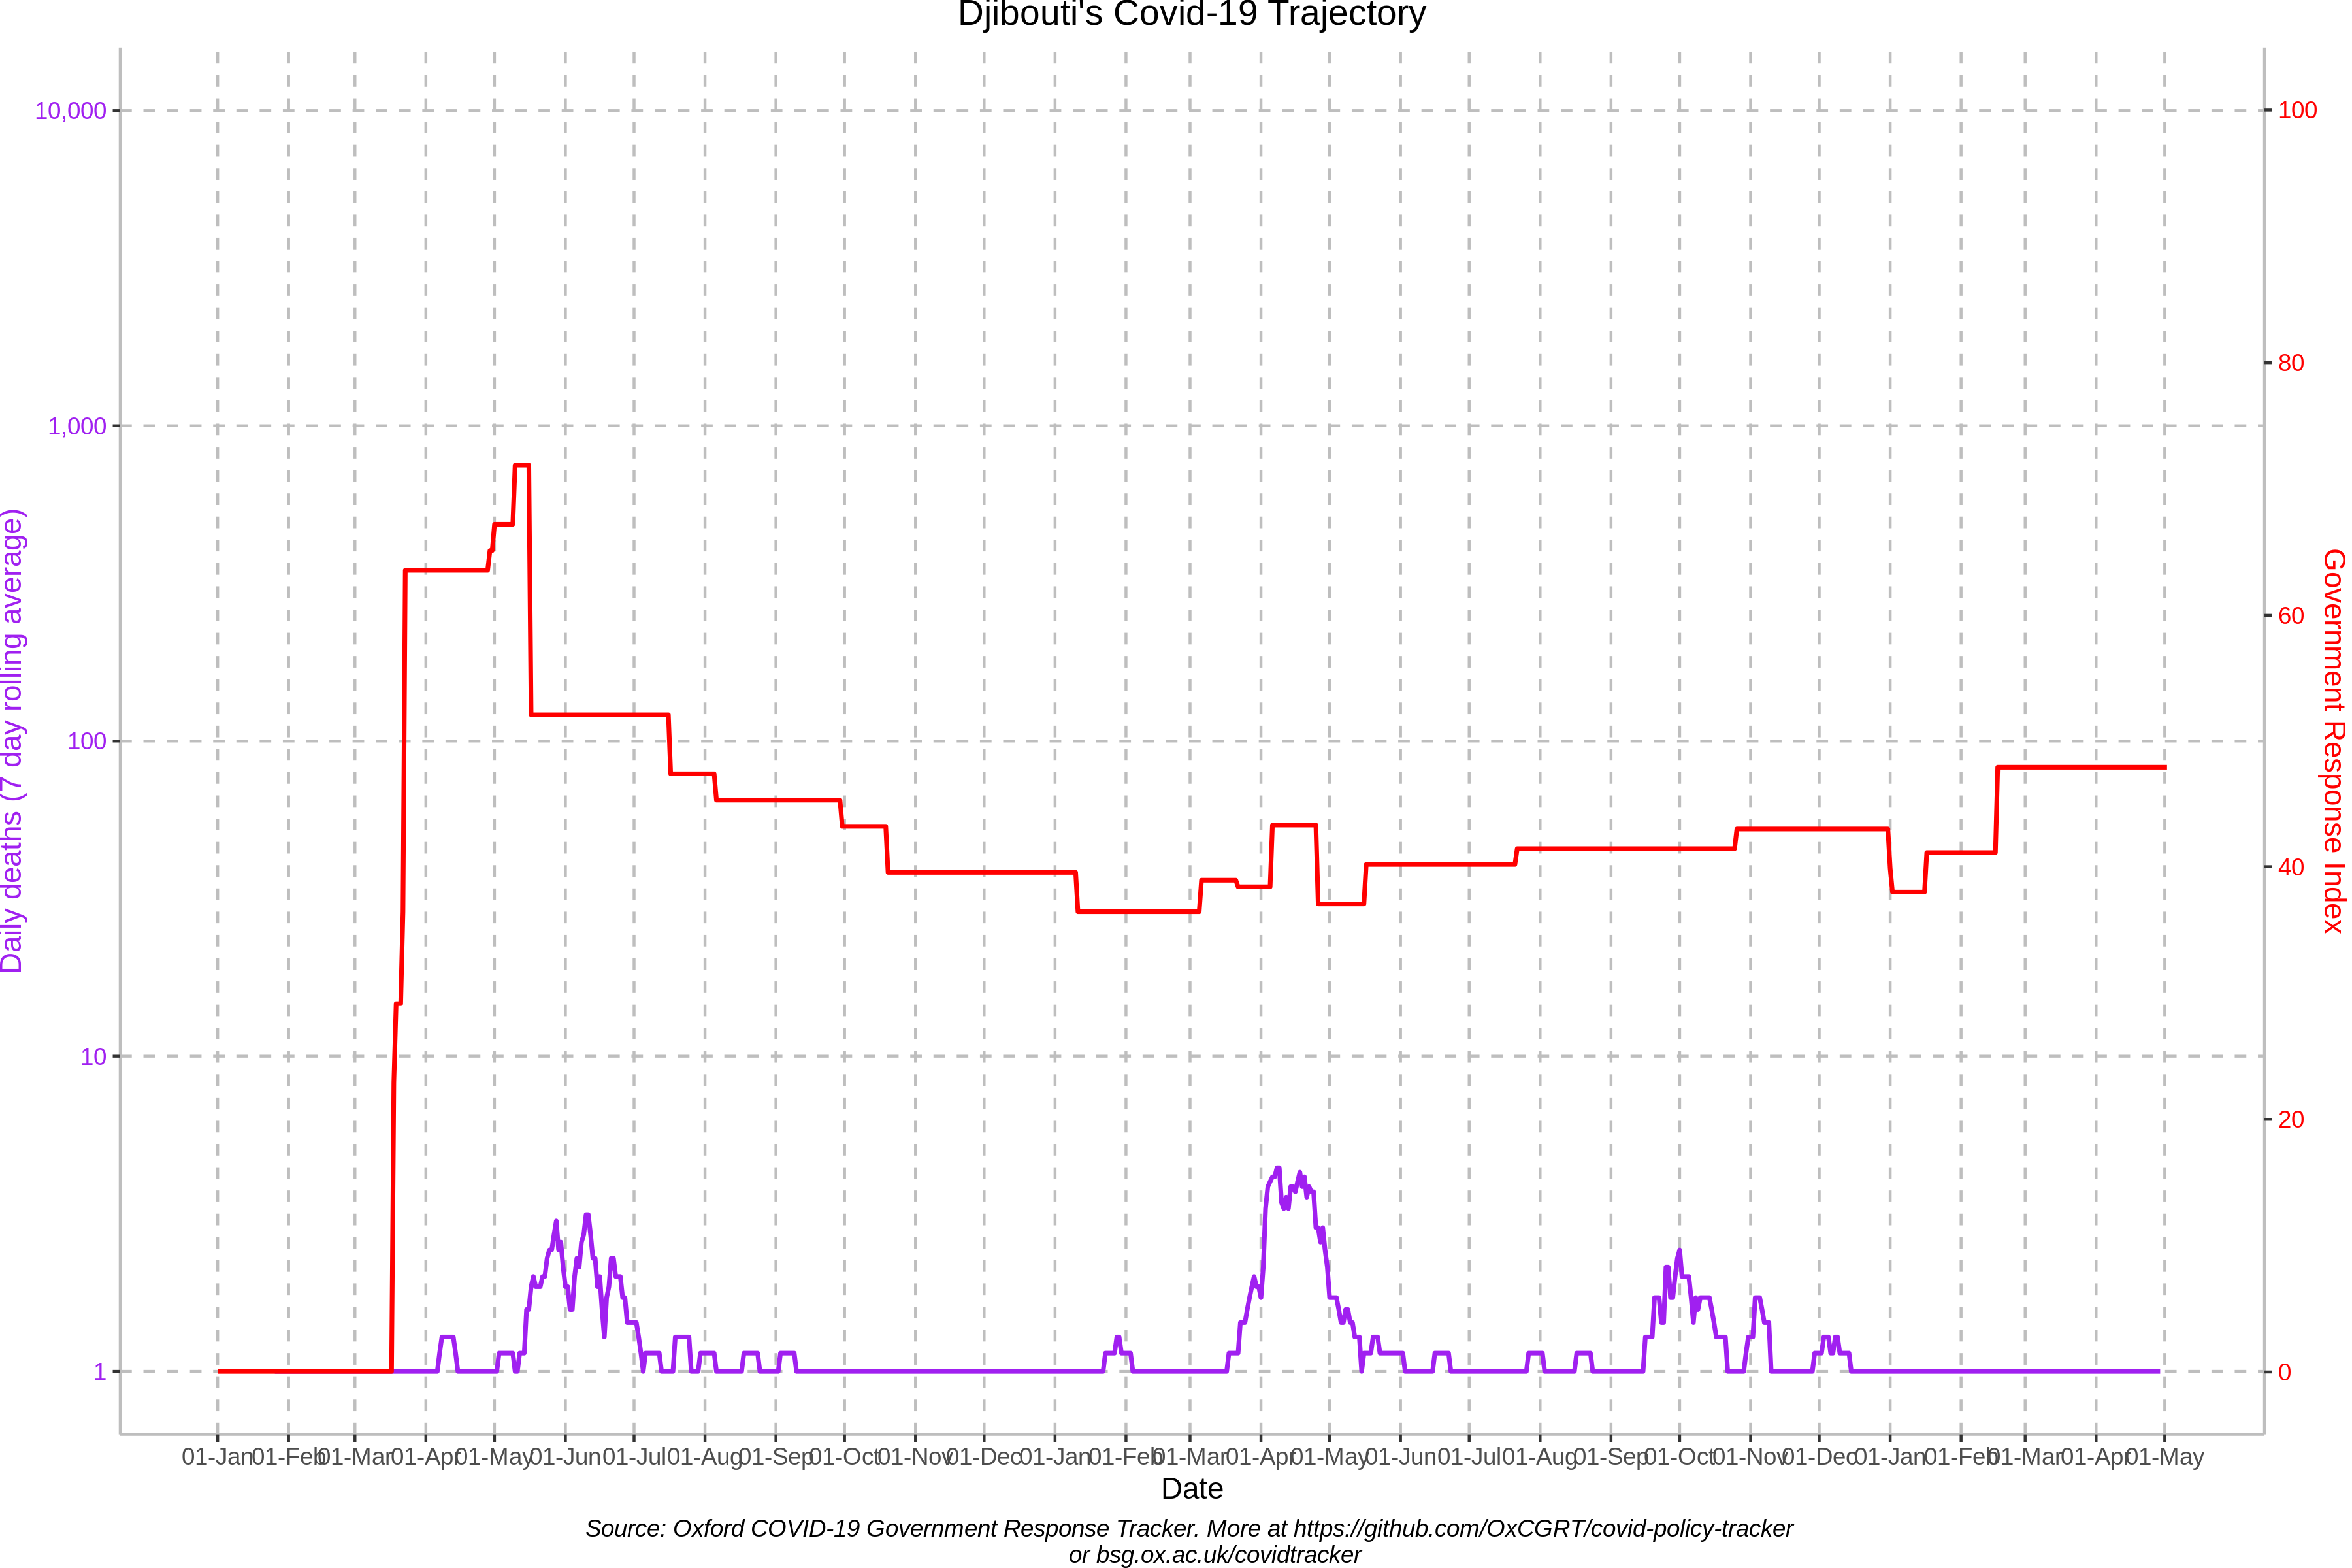 Djibouti's Covid-19 Trajectory
10,000
1,000
100
10
1
Daily deaths (7 day rolling average)
100
80
60
40
20
0
Government Response Index
01-Jan 01-Feb 01-Mar 01-Apr 01-May 01-Jun 01-Jul 01-Aug 01-Sep 01-Oct 01-Nov 01-Dec 01-Jan 01-Feb 01-Mar 01-Apr 01-May 01-Jun 01-Jul 01-Aug 01-Sep 01-Oct 01-Nov 01-Dec 01-Jan 01-Feb 01-Mar 01-Apr 01-May
Date
Source: Oxford COVID-19 Government Response Tracker. More at https://github.com/OxCGRT/covid-policy-tracker
or bsg.ox.ac.uk/covidtracker